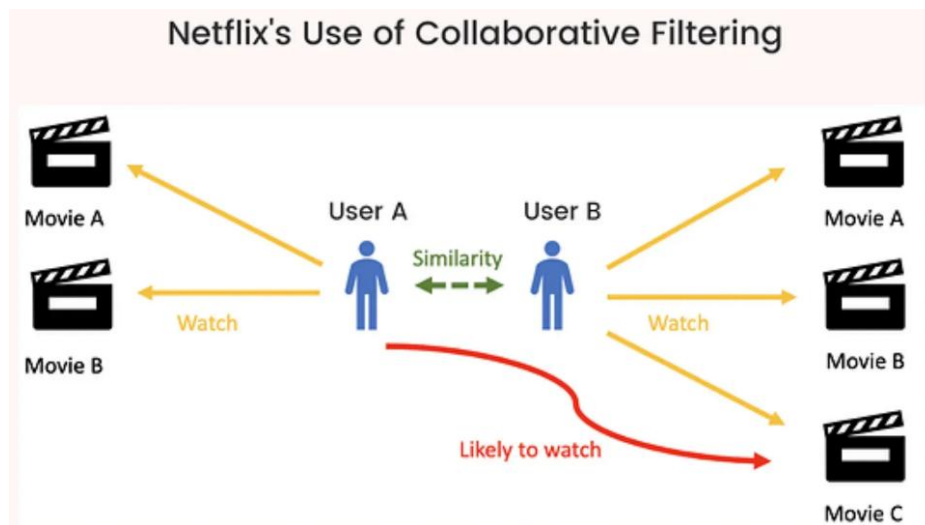 Netflix's Use of Collaborative Filtering
Movie A
User A
User B
Movie A
Similarity
Watch
Watch
Movie B
Movie B
Likely to watch
Movie C